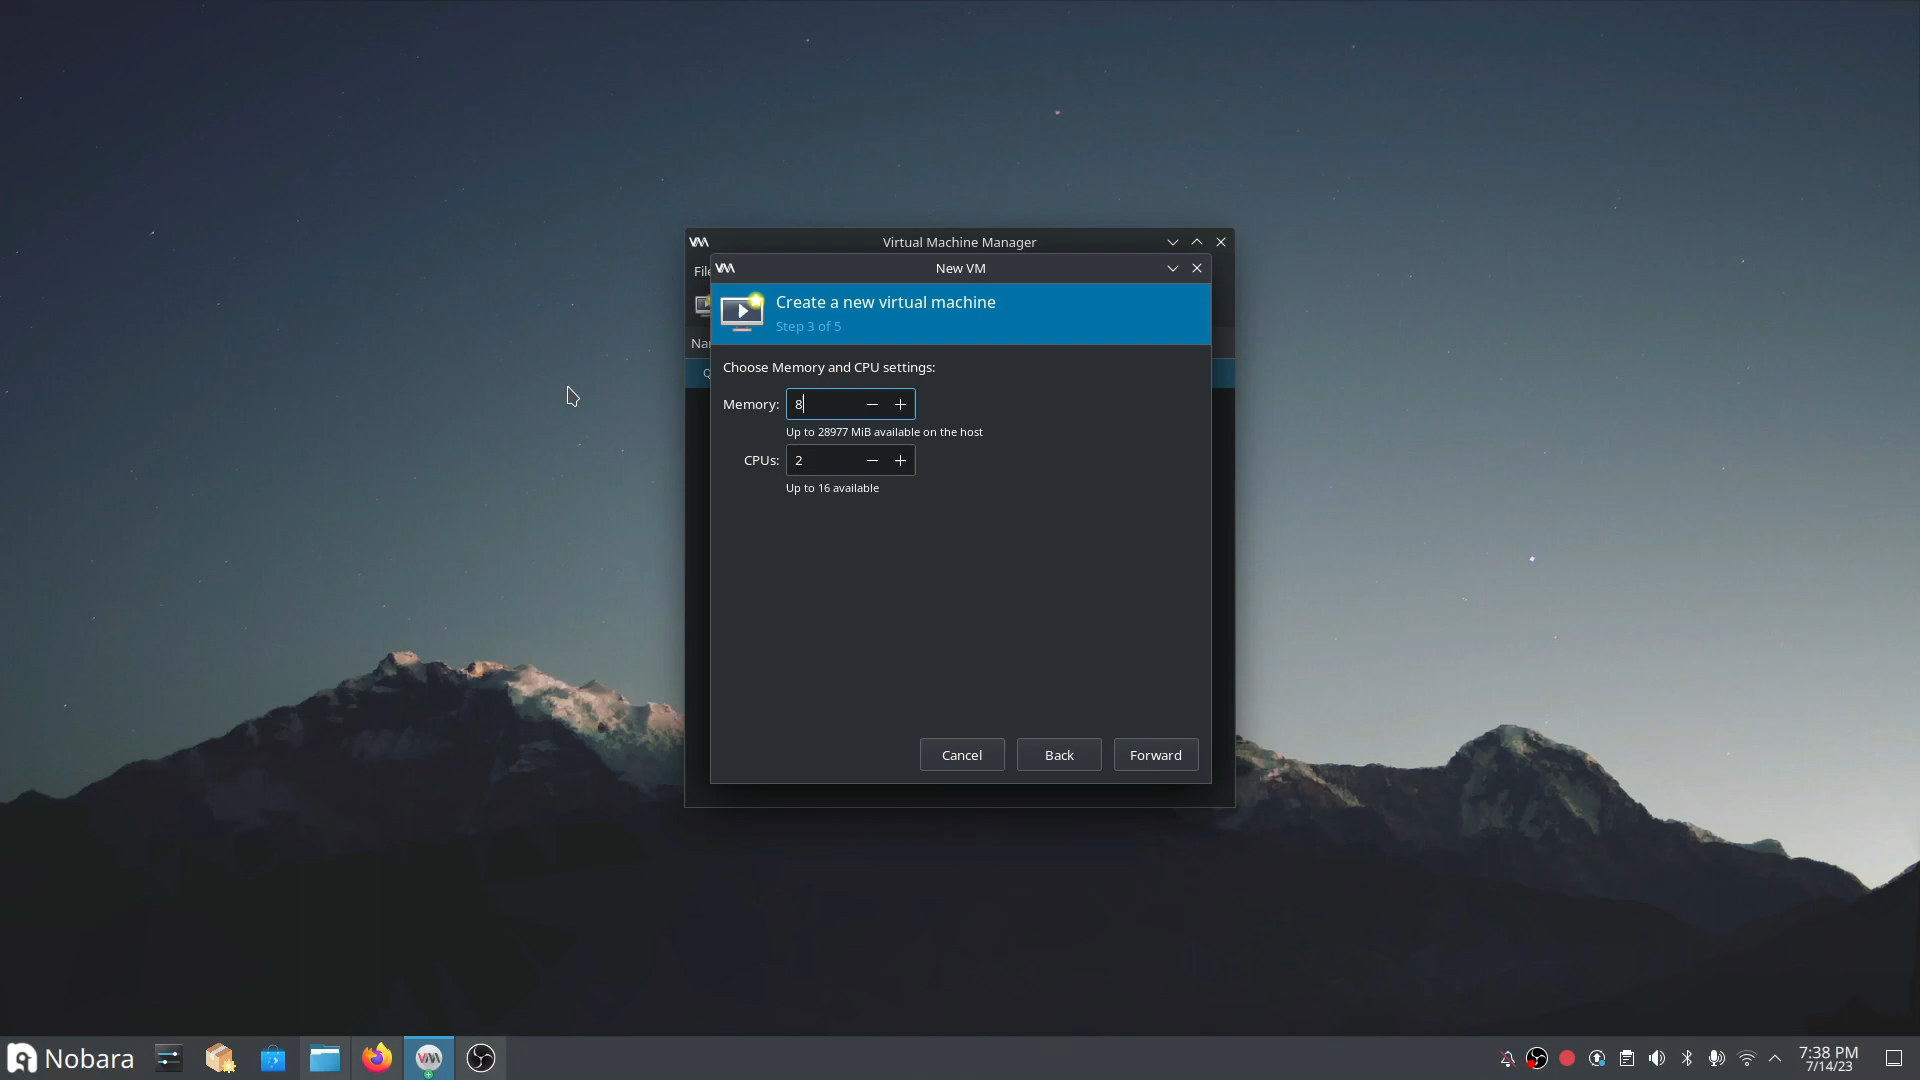 Virtual Machine Manager
File
New VM
Create a new virtual machine
Step 3 of 5
Nar
Choose Memory and CPU settings:
Memory: 8
Up to 28977 MiB available on the host
CPUs: 2
Up to 16 available
Cancel Back Forward
Nobara
7:38 PM
7/14/23